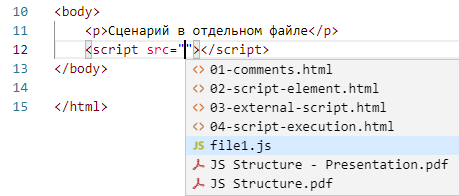 10 <body>
11 <p>Сценарий в отдельном файле</p>
12 <script src=""></script>
13 </body>
01-comments.html
02-script-element.html
03-external-script.html
04-script-execution.html
14
JS file1.js
15 </html>
JS Structure - Presentation.pdf
JS Structure.pdf